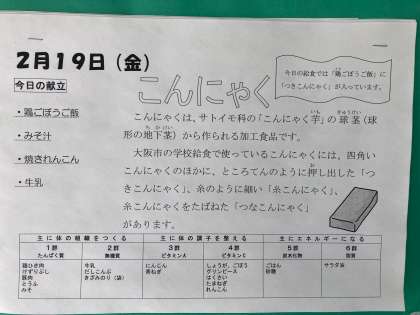 2月19日（金）
今日の献立
・鶏ごぼうご飯
・みそ汁
・焼きれんこん
・牛乳
こんにゃく
今日の給食では「鶏ごぼうご飯」に
「つきこんにゃく」が入っています。
こんにゃくは、サトイモ科の「こんにゃく芋」の球茎（球
形の地下茎）から作られる加工食品です。
大阪市の学校給食で使っているこんにゃくには、四角い
こんにゃくのほかに、ところてんのように押し出した「つ
きこんにゃく」、糸のように細い「糸こんにゃく」、
糸こんにゃくをたばねた「つなこんにゃく」
があります。
主に体の組織をつくる 主に体の調子を整える 主にエネルギーになる
1群 2群 3群 4群 5群 6群
たんぱく質 無機質 ビタミンA ビタミンC 炭水化物 脂質
鶏ひき肉 牛乳 にんじん しょうが、ごぼう ごはん サラダ油
けずりぶし だしこんぶ 青ねぎ グリンピース 砂糖
豚肉 きざみのり（袋） はくさい
とうふ たまねぎ
みそ れんこん